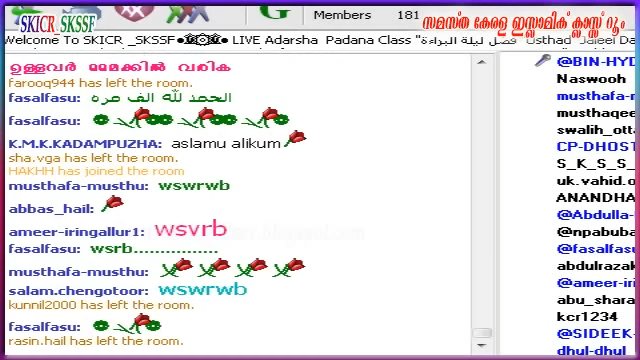 SKICR SKSSF
G
Members 181
സമസ്ത കേരള ഇസ്ലാമിക് ക്ലാസ്സ് റൂം
Welcome To SKICR _SKSSF LIVE Adarsha Padana Class "فضل ليلة البراءة" Usthad Jaleel Da
ഉള്ളവർ മൈക്കിൽ വരിക
farooq944 has left the room.
fasalfasu: الحمد لله الف مره
fasalfasu:
K.M.K.KADAMPUZHA: aslamu alikum
sha.vga has left the room.
HAKHH has joined the room
musthafa-musthu: wswrwb
abbas_hail:
ameer-iringallur1: wsvrb
fasalfasu: wsrb................
musthafa-musthu:
salam.chengotoor: wswrwb
kunnil2000 has left the room.
fasalfasu:
rasin.hail has left the room.
@BIN-HYD
Naswooh
musthafa-m
musthaqee
swalih_otta
CP-DHOST
S_K_S_S_
uk.vahid.o
ANANDHA
@Abdulla-
@npabuba
@fasalfasu
abdulrazak
@ameer-iri
abu_shara
kcr1234
@SIDEEK-
dhul-dhul